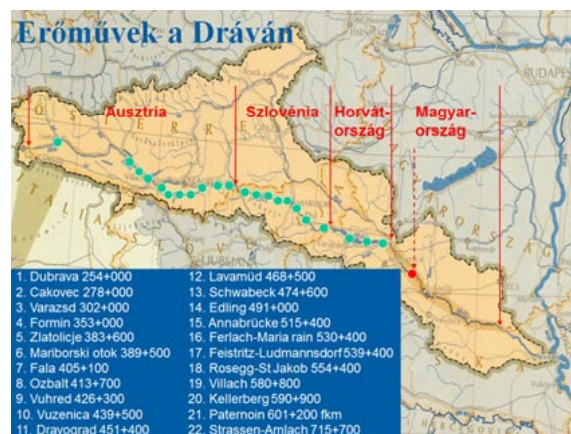 Erőművek a Dráván
Ausztria
Szlovénia
Horvát-
ország
Magyar-
ország
BUDAPES
1. Dubrava 254+000
2. Cakovec 278+000
3. Varazsd 302+000
4. Formin 353+000
5. Zlatolicje 383+600
6. Mariborski otok 389+500
7. Fala 405+100
8. Ozbalt 413+700
9. Vuhred 426+300
10. Vuzenica 439+500
11. Dravograd 451+400
12. Lavamüd 468+500
13. Schwabeck 474+600
14. Edling 491+000
15. Annabrücke 515+400
16. Ferlach-Maria rain 530+400
17. Feistritz-Ludmannsdorf 539+400
18. Rosegg-St Jakob 554+400
19. Villach 580+800
20. Kellerberg 590+900
21. Paternoin 601+200 fkm
22. Strassen-Amlach 715+700